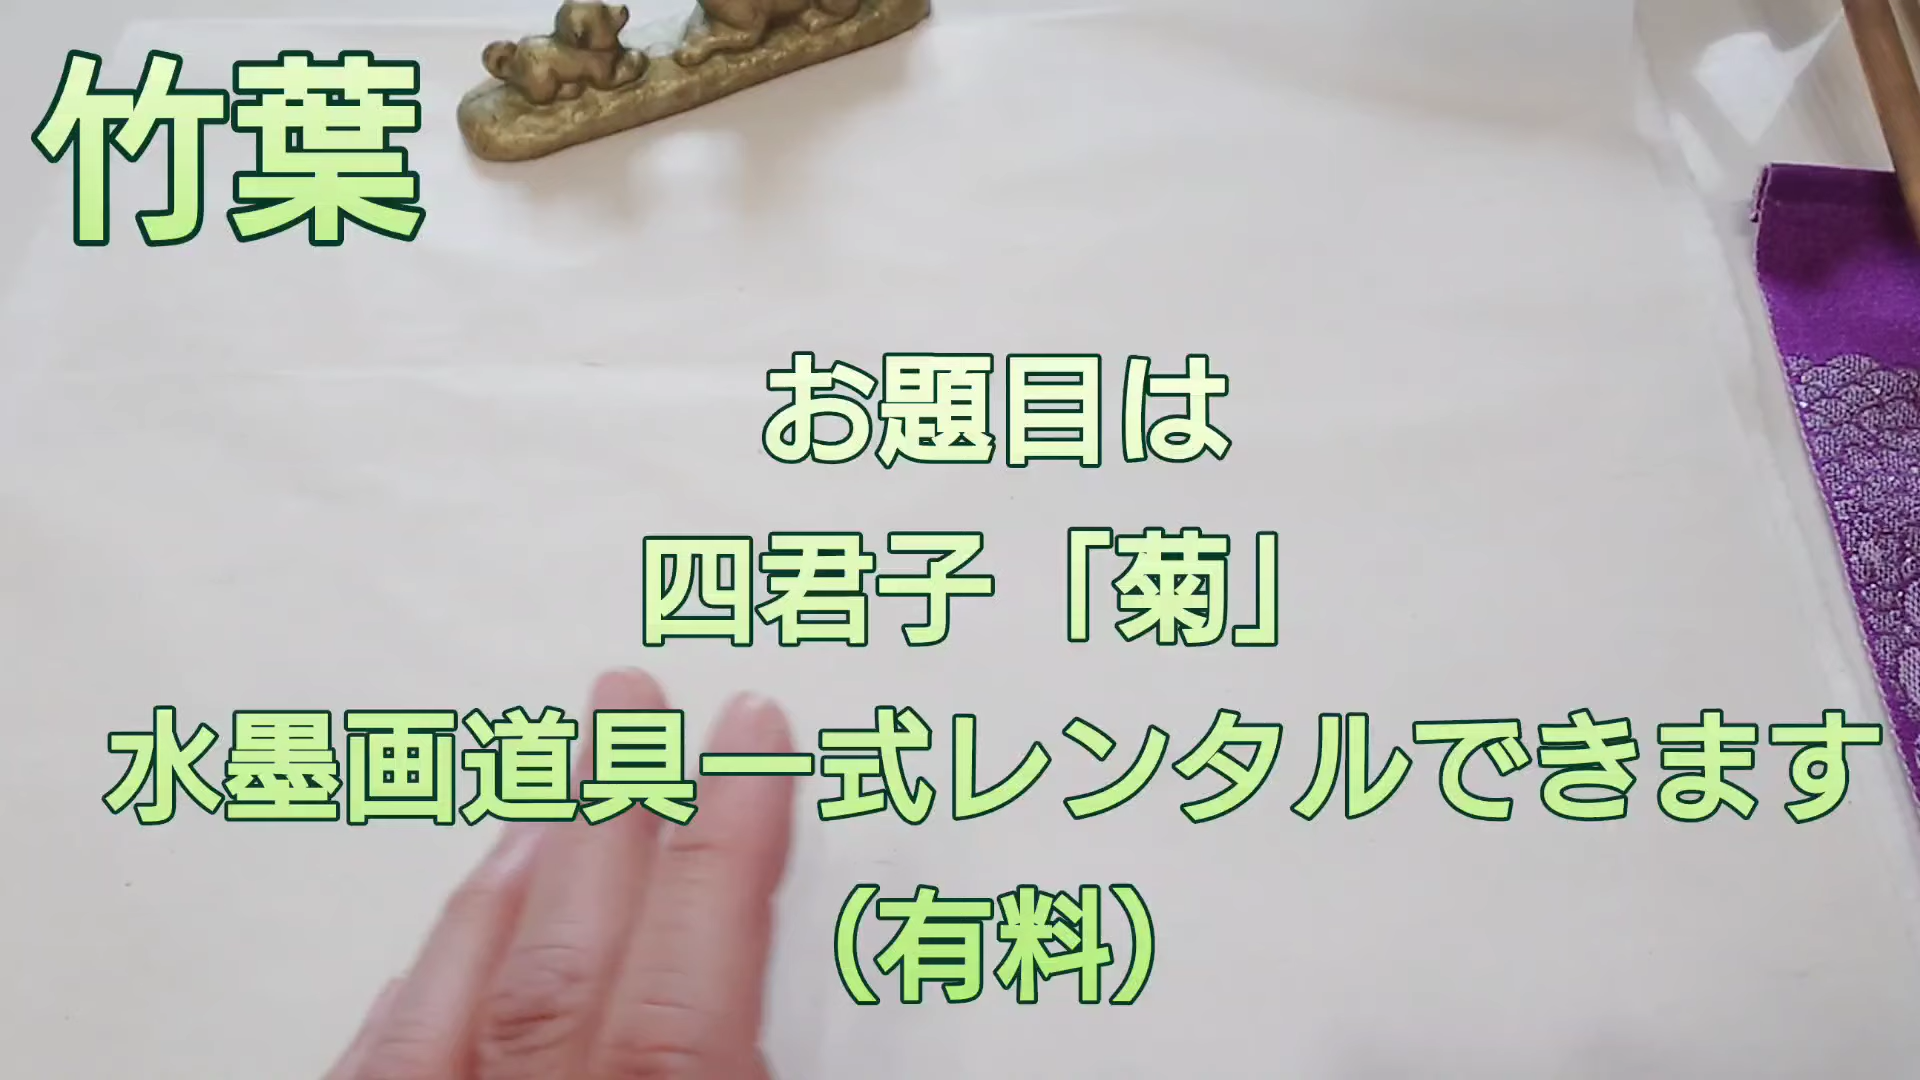 竹葉
お題目は
四君子「菊」
水墨画道具一式レンタルできます
（有料）